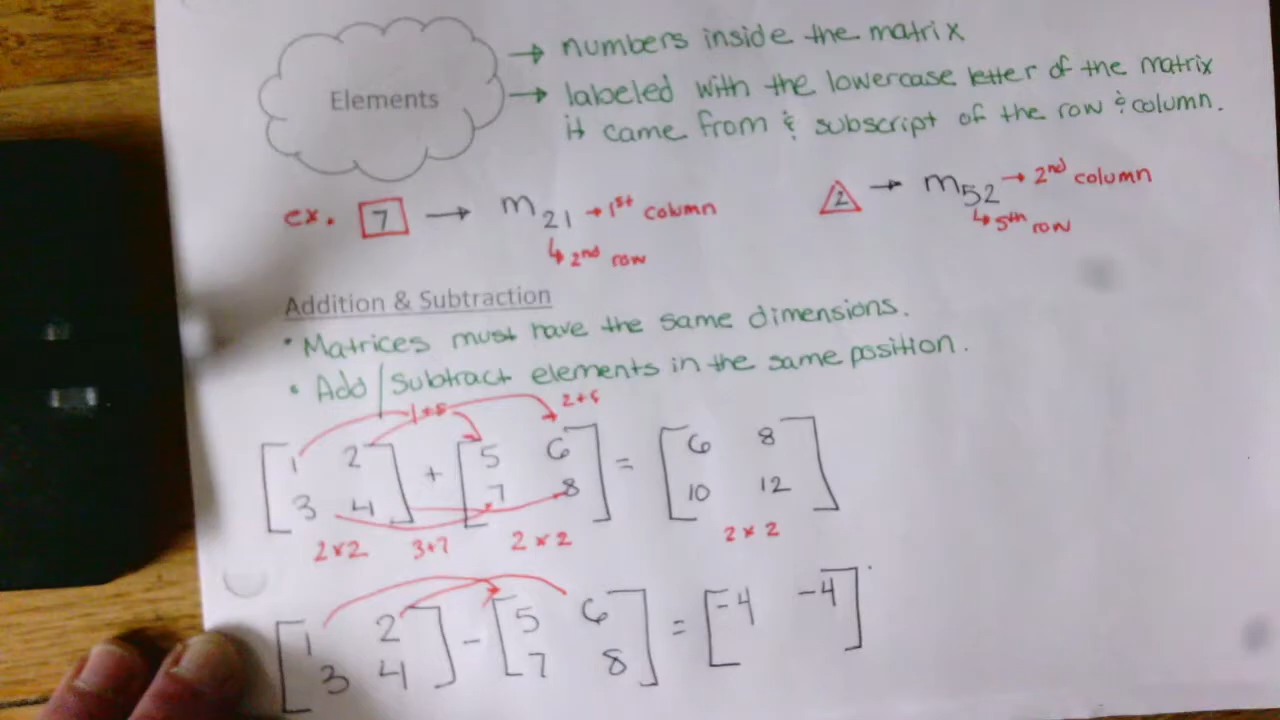 → numbers inside the matrix
Elements
→ labeled with the lowercase letter of the matrix
it came from & subscript of the row & column.
ex. 7 → m21 → 1st column
↳ 2nd row
2 → m52 → 2nd column
↳ 5th row
Addition & Subtraction
• Matrices must have the same dimensions.
• Add/Subtract elements in the same position.
1+5 2+6
1 2 + 5 6 = 6 8
3 4 7 8 10 12
2×2 3+7 2×2 2×2
1 2 - 5 6 = -4 -4
3 4 7 8